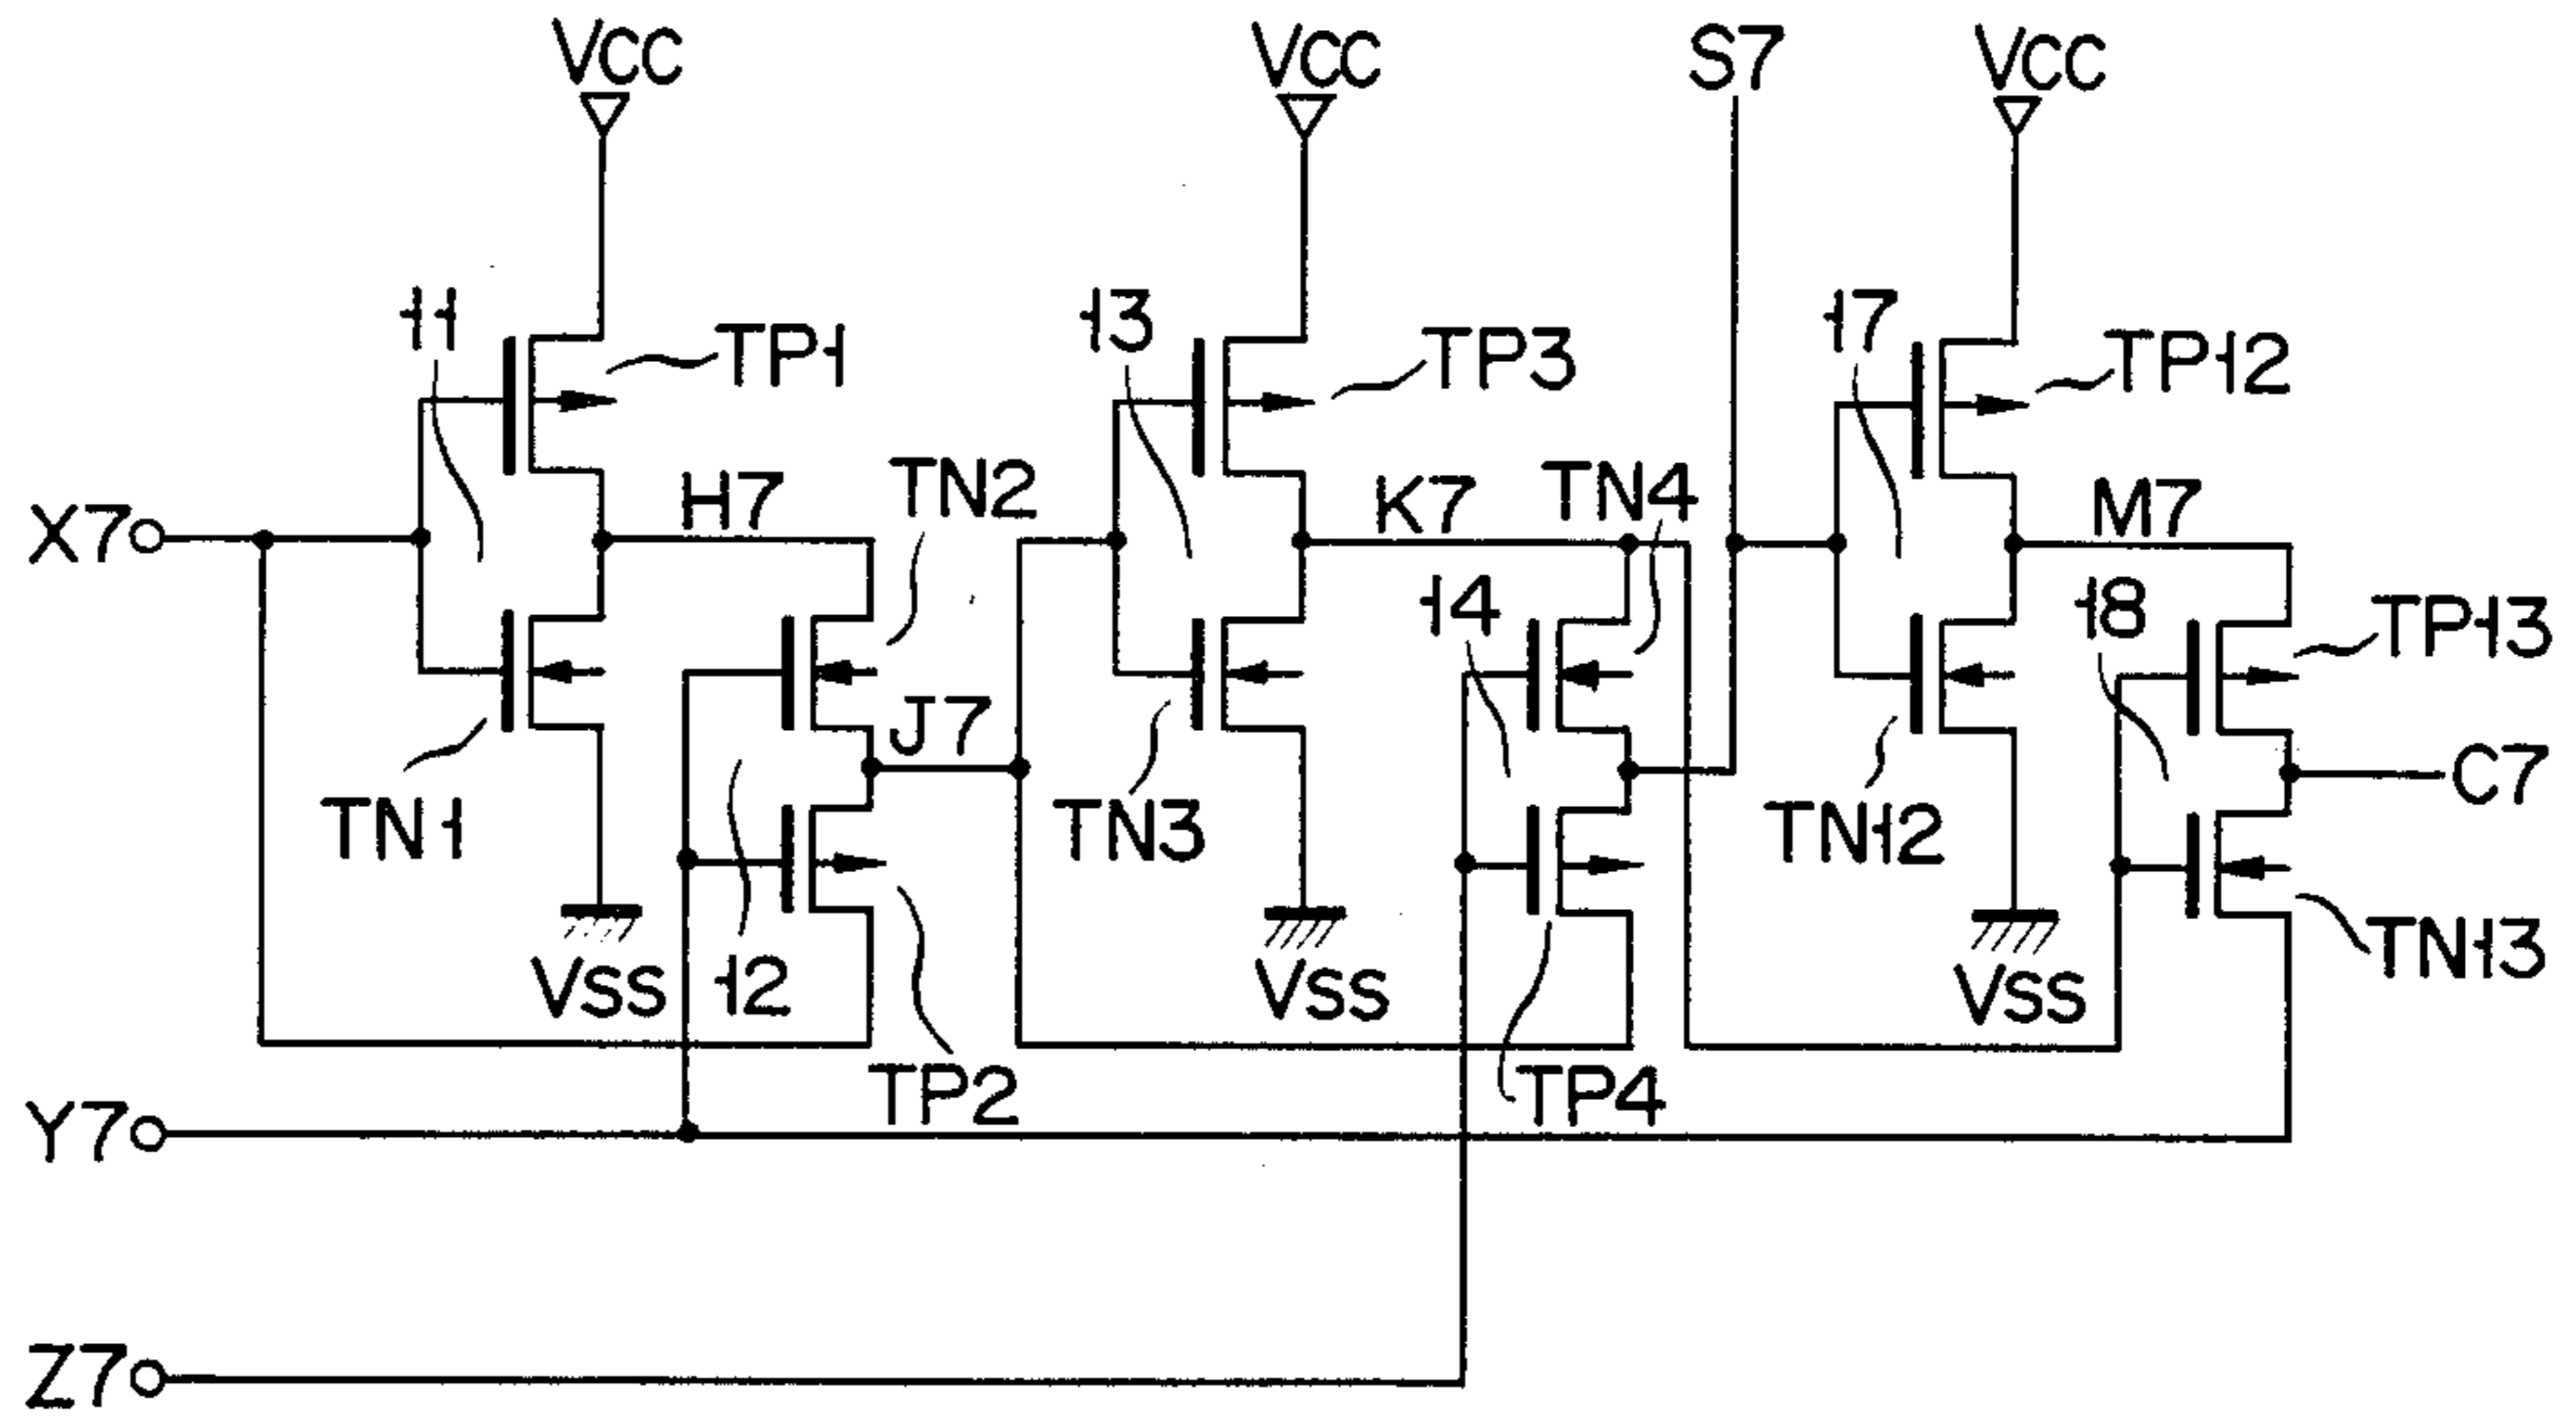 VCC
VCC
S7
VCC
11
TP1
13
TP3
17
TP12
X7
H7
TN2
K7
TN4
M7
14
18
TP13
J7
C7
TN1
TN3
TN12
TN13
VSS
12
VSS
VSS
TP2
TP4
Y7
Z7